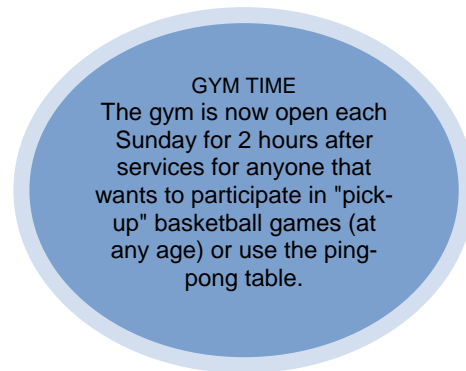 GYM TIME
The gym is now open each
Sunday for 2 hours after
services for anyone that
wants to participate in "pick-
up" basketball games (at
any age) or use the ping-
pong table.